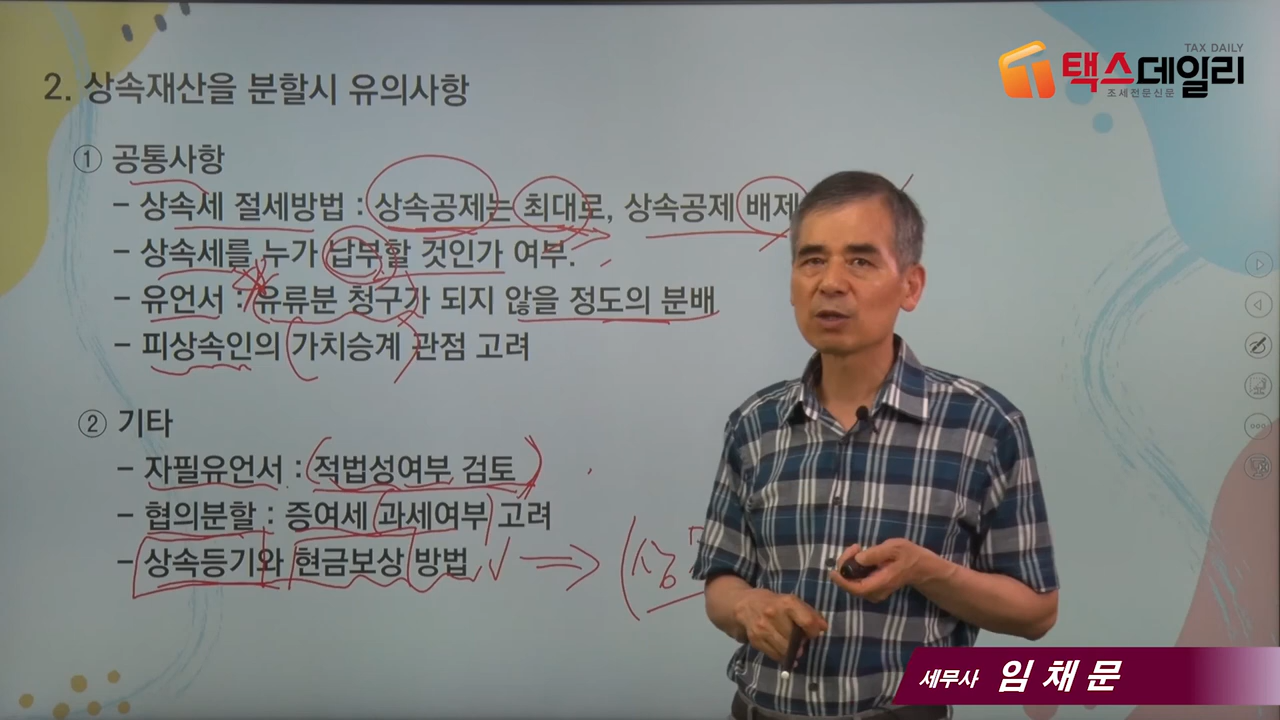 TAX DAILY
택스데일리
조세전문신문
2. 상속재산을 분할시 유의사항
① 공통사항
- 상속세 절세방법 : 상속공제는 최대로, 상속공제 배제
- 상속세를 누가 납부할 것인가 여부.
- 유언서 : 유류분 청구가 되지 않을 정도의 분배
- 피상속인의 가치승계 관점 고려
② 기타
- 자필유언서 : 적법성여부 검토
- 협의분할 : 증여세 과세여부 고려
- 상속등기와 현금보상 방법
세무사 임채문